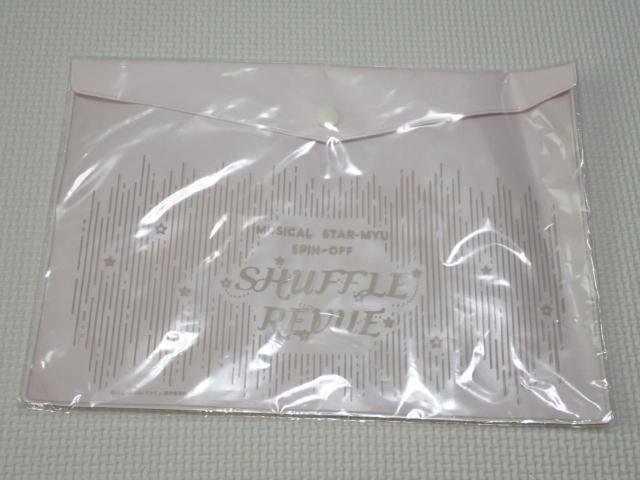 MUSICAL STAR-MYU
SPIN-OFF
SHUFFLE
REVUE